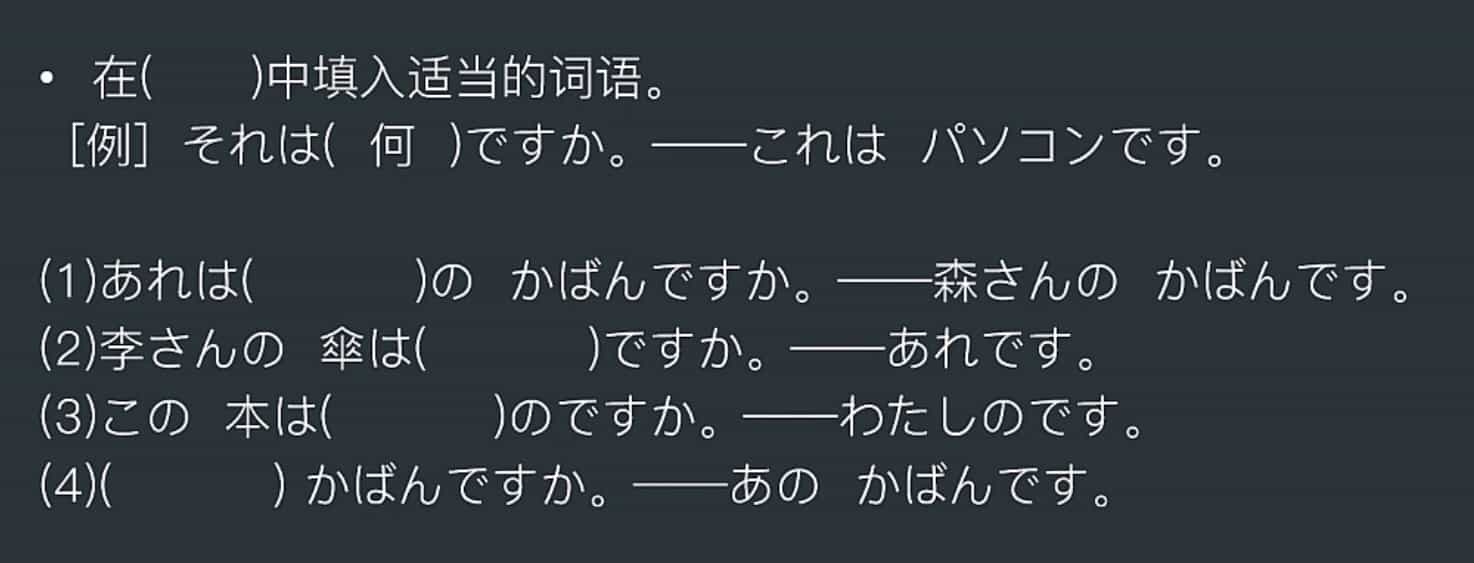 • 在(　　)中填入适当的词语。
［例］ それは( 何 )ですか。——これは パソコンです。
(1)あれは(　　　)の かばんですか。——森さんの かばんです。
(2)李さんの 傘は(　　　)ですか。——あれです。
(3)この 本は(　　　)のですか。——わたしのです。
(4)(　　　) かばんですか。——あの かばんです。